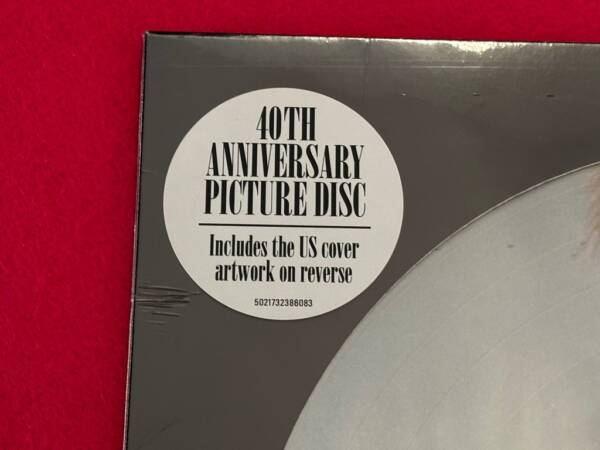 40TH
ANNIVERSARY
PICTURE DISC
Includes the US cover
artwork on reverse
5021732388083